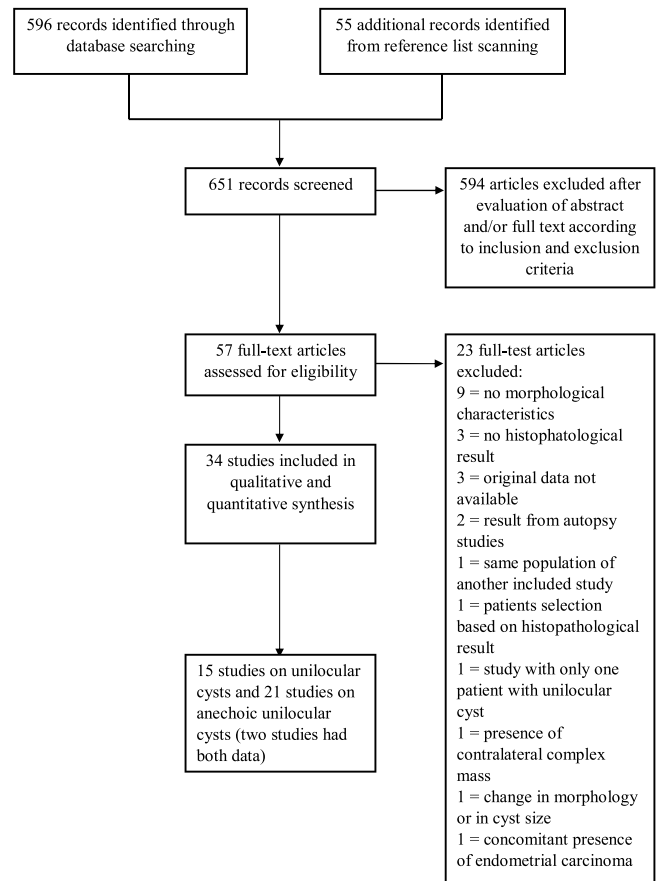 596 records identified through
database searching
55 additional records identified
from reference list scanning
651 records screened
594 articles excluded after
evaluation of abstract
and/or full text according
to inclusion and exclusion
criteria
57 full-text articles
assessed for eligibility
23 full-test articles
excluded:
9 = no morphological
characteristics
3 = no histophatological
result
3 = original data not
available
2 = result from autopsy
studies
1 = same population of
another included study
1 = patients selection
based on histopathological
result
1 = study with only one
patient with unilocular
cyst
1 = presence of
contralateral complex
mass
1 = change in morphology
or in cyst size
1 = concomitant presence
of endometrial carcinoma
34 studies included in
qualitative and
quantitative synthesis
15 studies on unilocular
cysts and 21 studies on
anechoic unilocular
cysts (two studies had
both data)